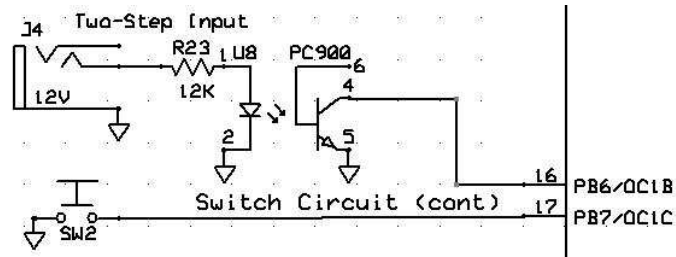 Two-Step Input
J4
R23
1 U8
PC900
6
12K
4
12V
2
5
16
PB6/OC1B
Switch Circuit (cont)
17
PB7/OC1C
SW2